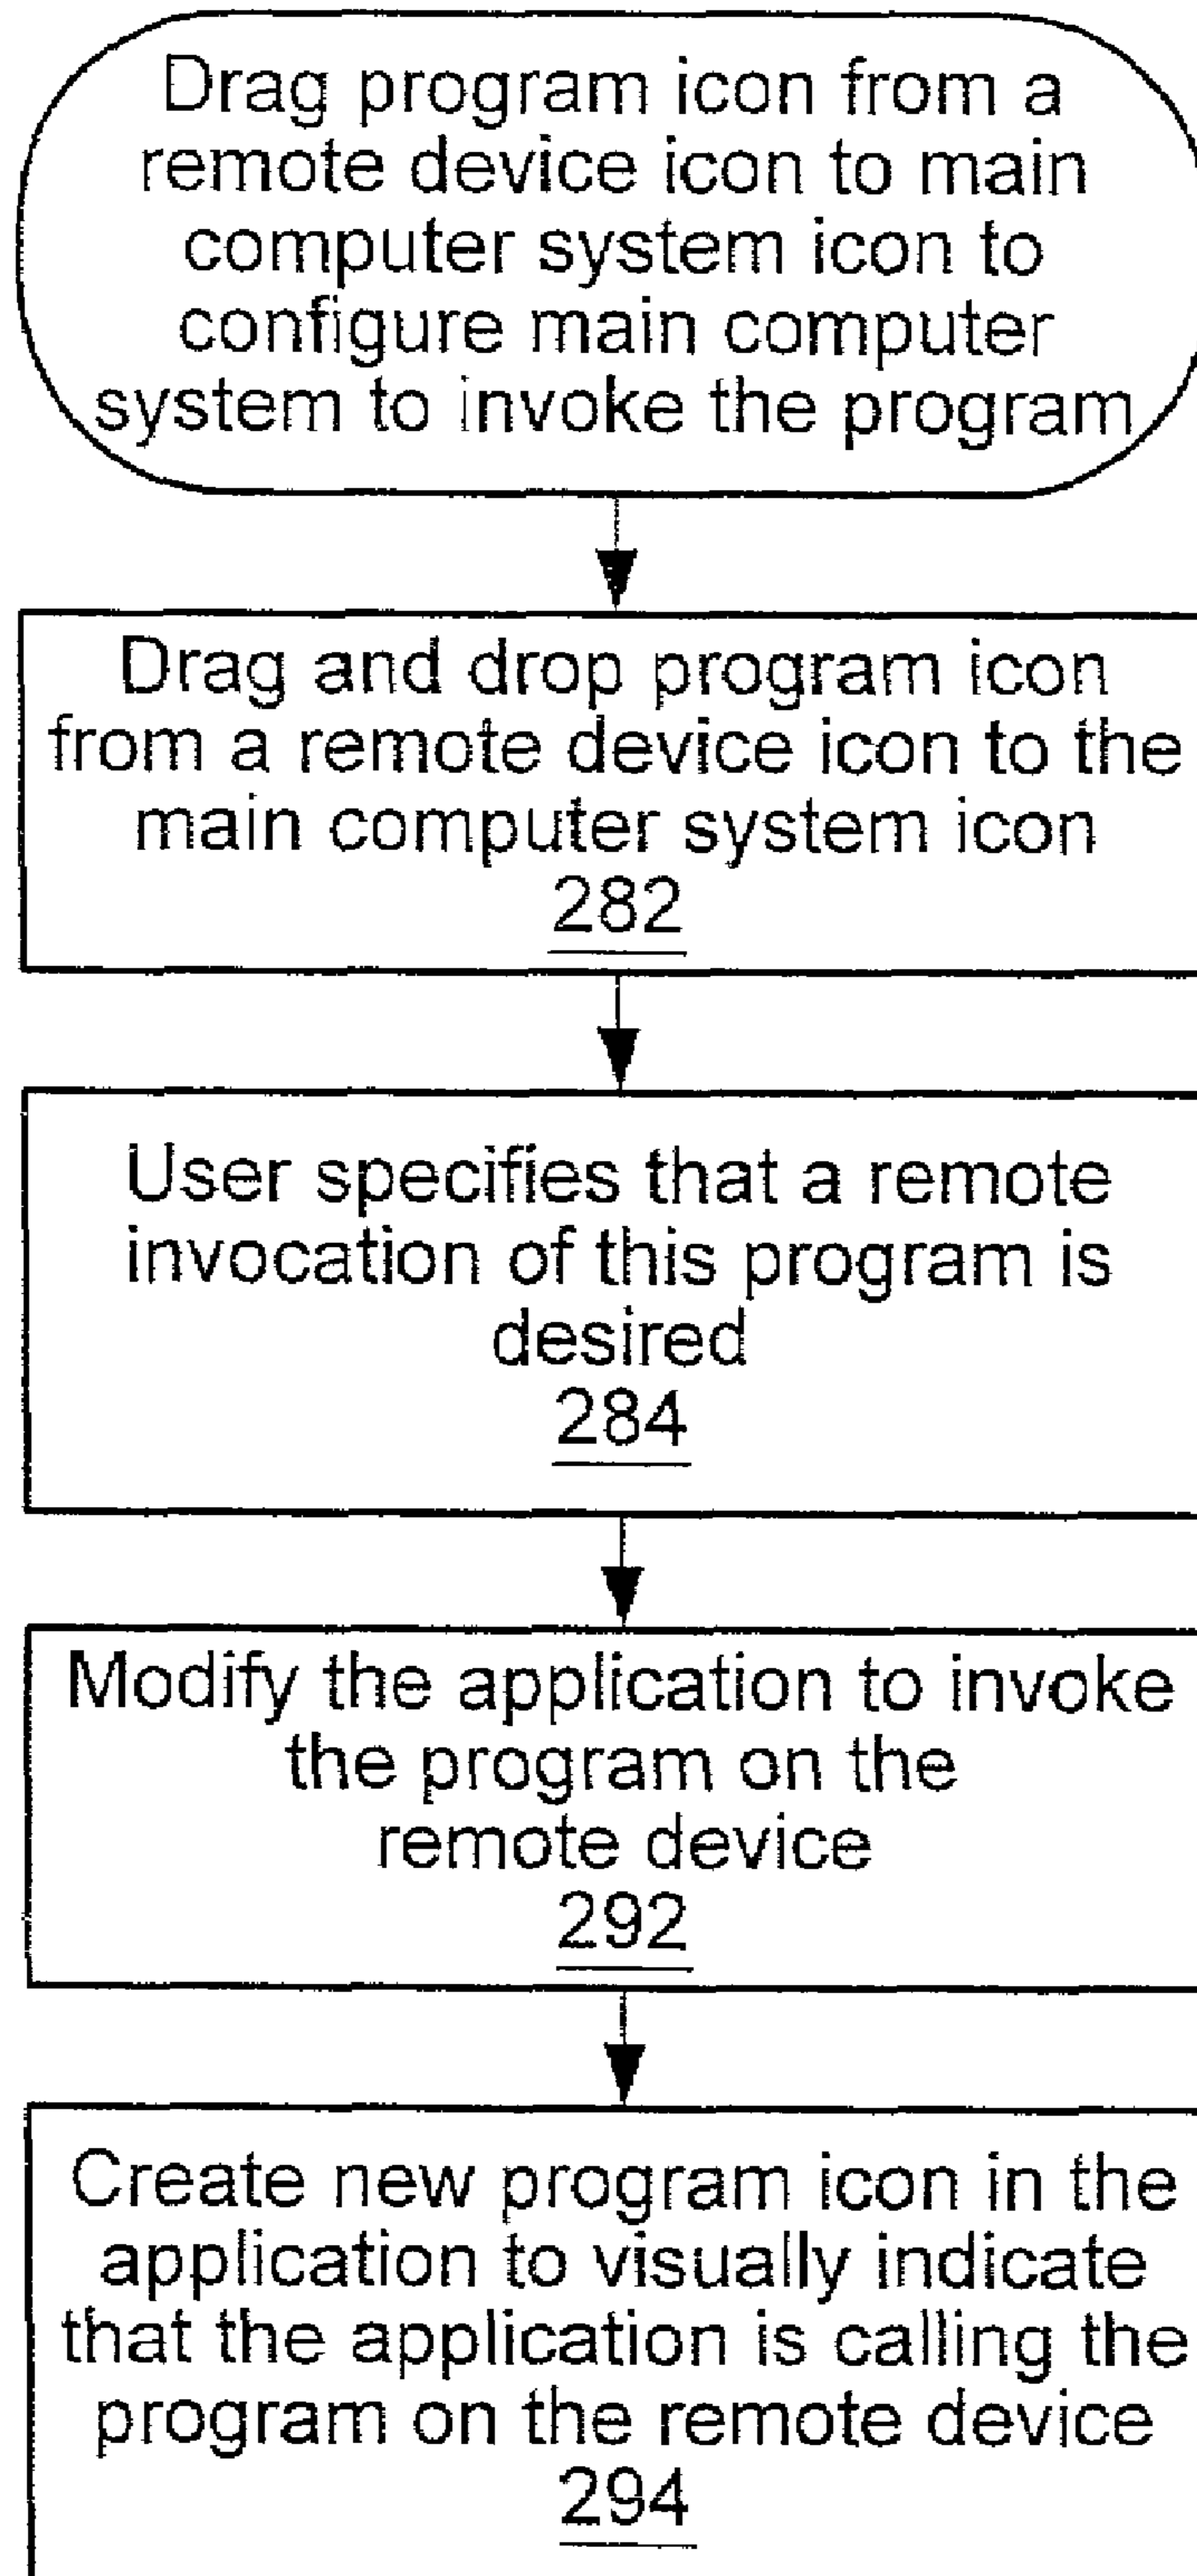 Drag program icon from a
remote device icon to main
computer system icon to
configure main computer
system to invoke the program
Drag and drop program icon
from a remote device icon to the
main computer system icon
282
User specifies that a remote
invocation of this program is
desired
284
Modify the application to invoke
the program on the
remote device
292
Create new program icon in the
application to visually indicate
that the application is calling the
program on the remote device
294